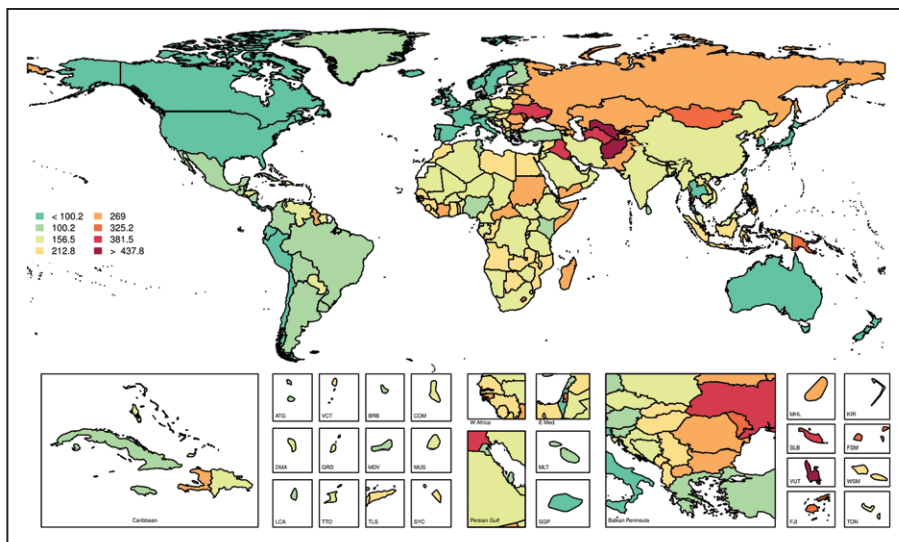 < 100.2
100.2
156.5
212.8
269
325.2
381.5
> 437.8
Caribbean
ATG
VCT
BRB
COM
DMA
GRD
MDV
MUS
LCA
TTO
TLS
SYC
W Africa
E Med.
Persian Gulf
MLT
SGP
Balkan Peninsula
MHL
KIR
SLB
FSM
VUT
WSM
FJI
TON